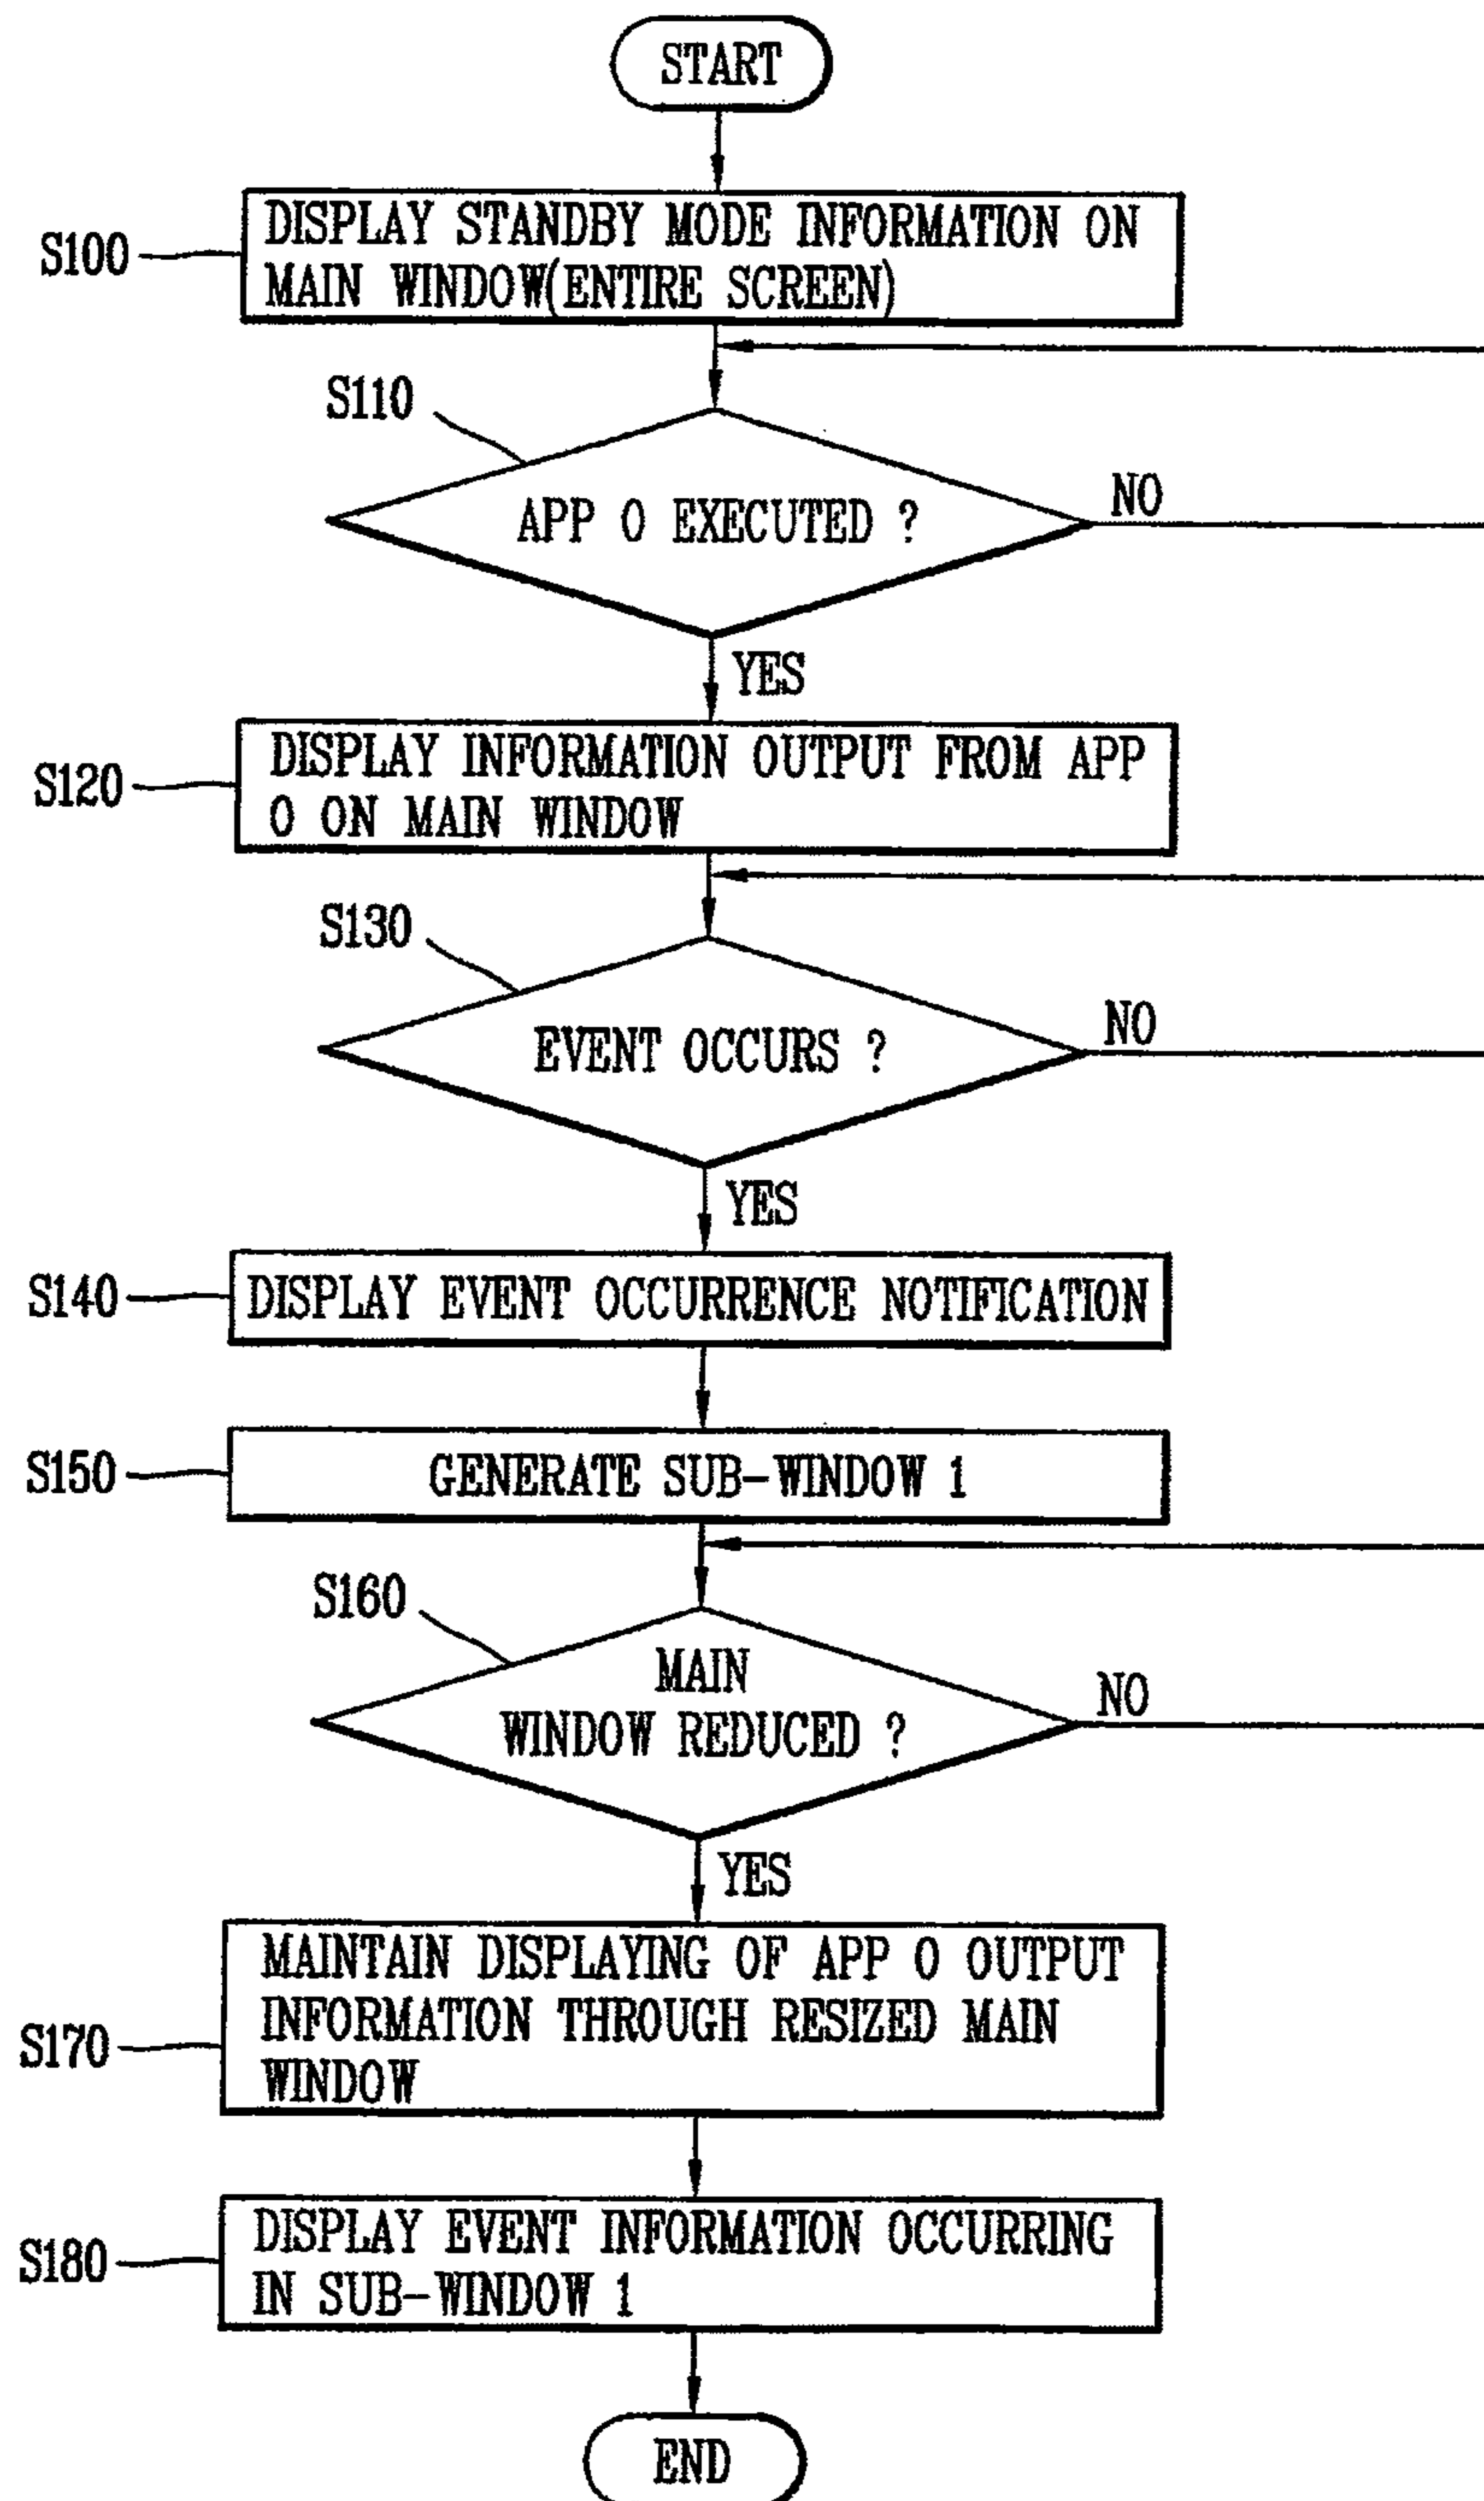 START
S100
DISPLAY STANDBY MODE INFORMATION ON
MAIN WINDOW(ENTIRE SCREEN)
S110
APP 0 EXECUTED ?
NO
YES
S120
DISPLAY INFORMATION OUTPUT FROM APP
0 ON MAIN WINDOW
S130
EVENT OCCURS ?
NO
YES
S140
DISPLAY EVENT OCCURRENCE NOTIFICATION
S150
GENERATE SUB-WINDOW 1
S160
MAIN
WINDOW REDUCED ?
NO
YES
S170
MAINTAIN DISPLAYING OF APP 0 OUTPUT
INFORMATION THROUGH RESIZED MAIN
WINDOW
S180
DISPLAY EVENT INFORMATION OCCURRING
IN SUB-WINDOW 1
END